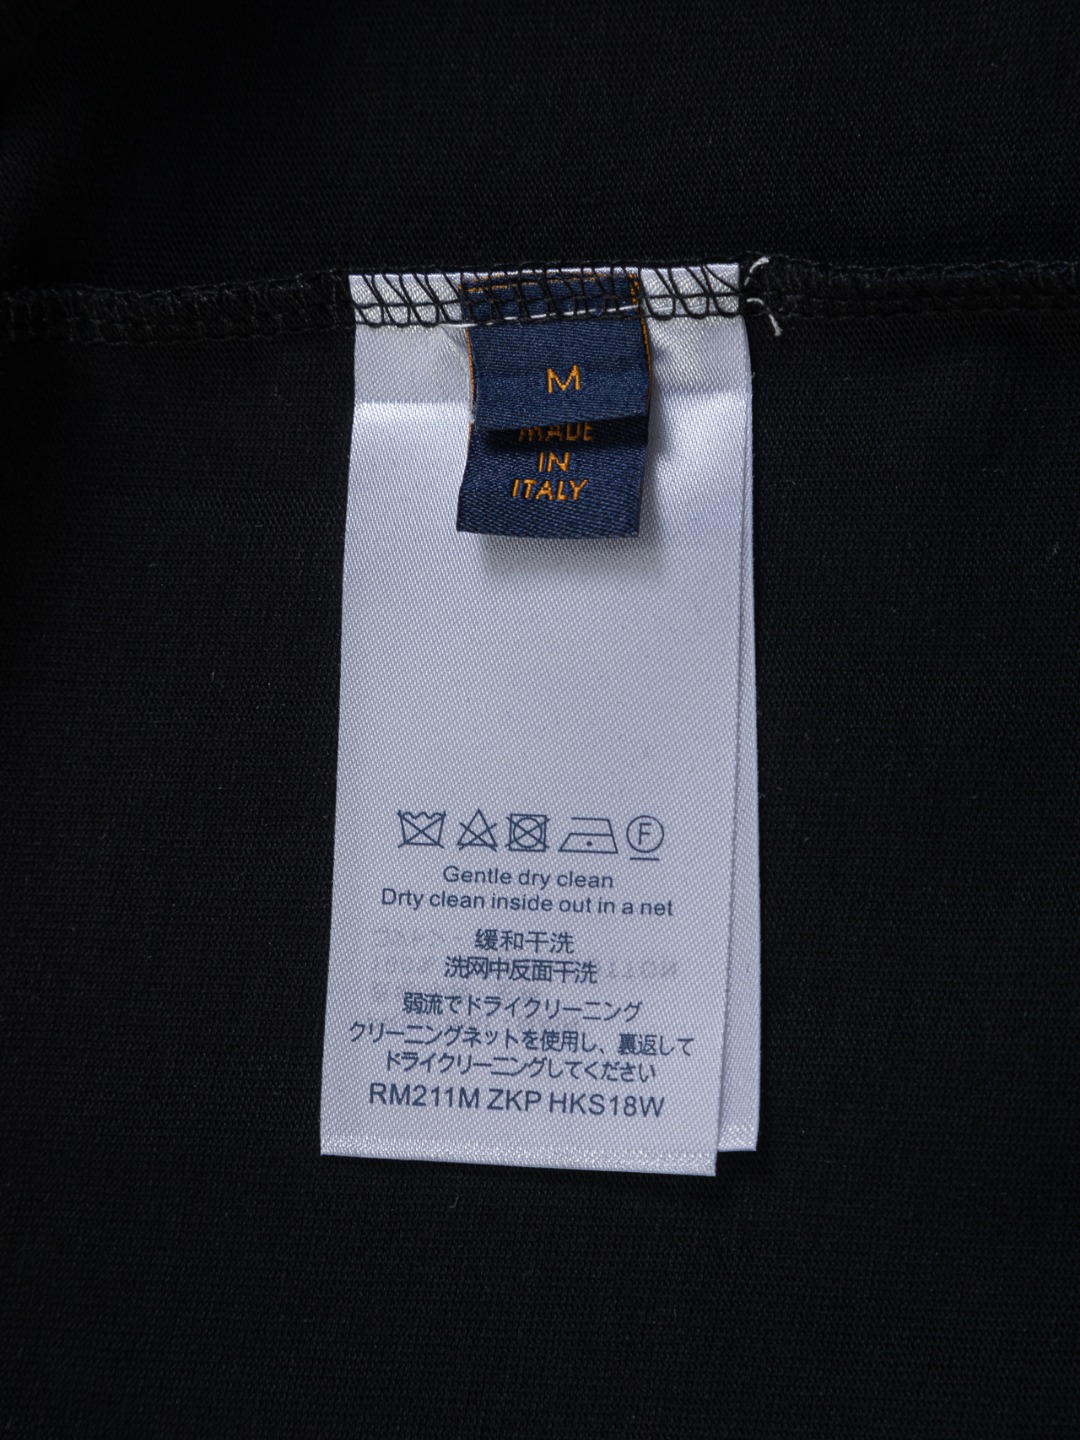 M
MADE
IN
ITALY
F
Gentle dry clean
Drty clean inside out in a net
缓和干洗
洗网中反面干洗
弱流でドライクリーニング
クリーニングネットを使用し、裏返して
ドライクリーニングしてください
RM211M ZKP HKS18W